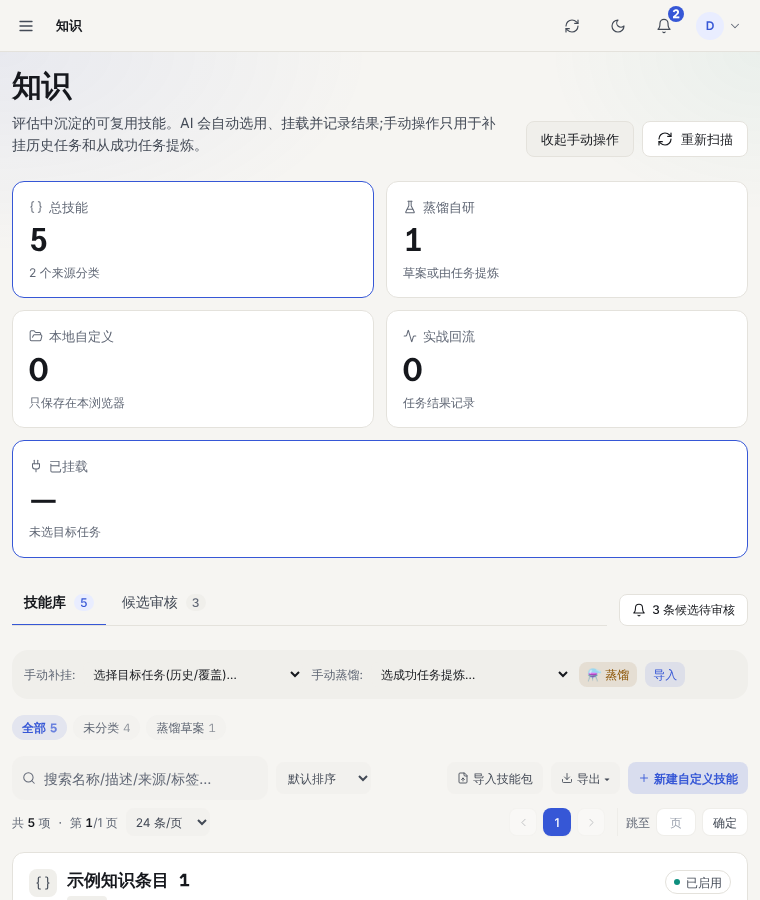 知识
2
D
知识
评估中沉淀的可复用技能。AI 会自动选用、挂载并记录结果;手动操作只用于补
挂历史任务和从成功任务提炼。
收起手动操作
重新扫描
总技能
5
2 个来源分类
蒸馏自研
1
草案或由任务提炼
本地自定义
0
只保存在本浏览器
实战回流
0
任务结果记录
已挂载
—
未选目标任务
技能库 5
候选审核 3
3 条候选待审核
手动补挂: 选择目标任务(历史/覆盖)... 手动蒸馏: 选成功任务提炼... 蒸馏 导入
全部 5 未分类 4 蒸馏草案 1
搜索名称/描述/来源/标签... 默认排序 导入技能包 导出 新建自定义技能
共 5 项 · 第 1/1 页 24 条/页 1 跳至 页 确定
{ } 示例知识条目 1 已启用